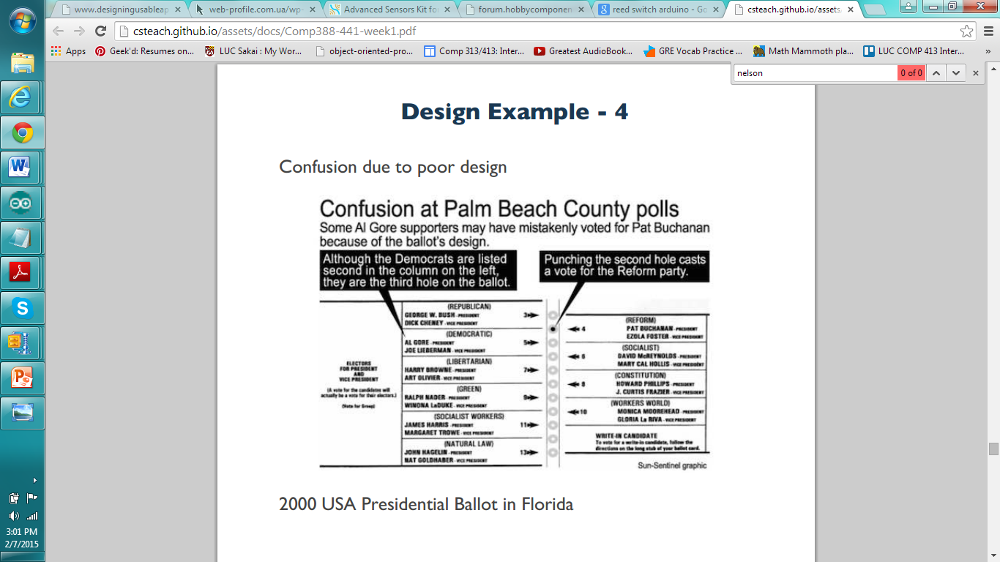 www.designingusableap
web-profile.com.ua/wp-
Advanced Sensors Kit fo
forum.hobbycomponen
reed switch arduino - Go
csteach.github.io/assets
csteach.github.io/assets/docs/Comp388-441-week1.pdf
Apps
Geek'd: Resumes on...
LUC Sakai : My Wor...
object-oriented-pro...
Comp 313/413: Inter...
Greatest AudioBook...
GRE Vocab Practice ...
Math Mammoth pla...
LUC COMP 413 Inter...
»
nelson
0 of 0
Design Example - 4
Confusion due to poor design
Confusion at Palm Beach County polls
Some Al Gore supporters may have mistakenly voted for Pat Buchanan
because of the ballot's design.
Although the Democrats are listed
second in the column on the left,
they are the third hole on the ballot.
Punching the second hole casts
a vote for the Reform party.
ELECTORS
FOR PRESIDENT
AND
VICE PRESIDENT
(A vote for the candidates will
actually be a vote for their electors.)
(Vote for Group)
(REPUBLICAN)
GEORGE W. BUSH - PRESIDENT
DICK CHENEY - VICE PRESIDENT
3
(DEMOCRATIC)
AL GORE - PRESIDENT
JOE LIEBERMAN - VICE PRESIDENT
5
(LIBERTARIAN)
HARRY BROWNE - PRESIDENT
ART OLIVIER - VICE PRESIDENT
7
(GREEN)
RALPH NADER - PRESIDENT
WINONA LaDUKE - VICE PRESIDENT
9
(SOCIALIST WORKERS)
JAMES HARRIS - PRESIDENT
MARGARET TROWE - VICE PRESIDENT
11
(NATURAL LAW)
JOHN HAGELIN - PRESIDENT
NAT GOLDHABER - VICE PRESIDENT
13
(REFORM)
4
PAT BUCHANAN - PRESIDENT
EZOLA FOSTER - VICE PRESIDENT
(SOCIALIST)
6
DAVID McREYNOLDS - PRESIDENT
MARY CAL HOLLIS - VICE PRESIDENT
(CONSTITUTION)
8
HOWARD PHILLIPS - PRESIDENT
J. CURTIS FRAZIER - VICE PRESIDENT
(WORKERS WORLD)
10
MONICA MOOREHEAD - PRESIDENT
GLORIA La RIVA - VICE PRESIDENT
WRITE-IN CANDIDATE
To vote for a write-in candidate, follow the
directions on the long stub of your ballot card.
Sun-Sentinel graphic
2000 USA Presidential Ballot in Florida
3:01 PM
2/7/2015